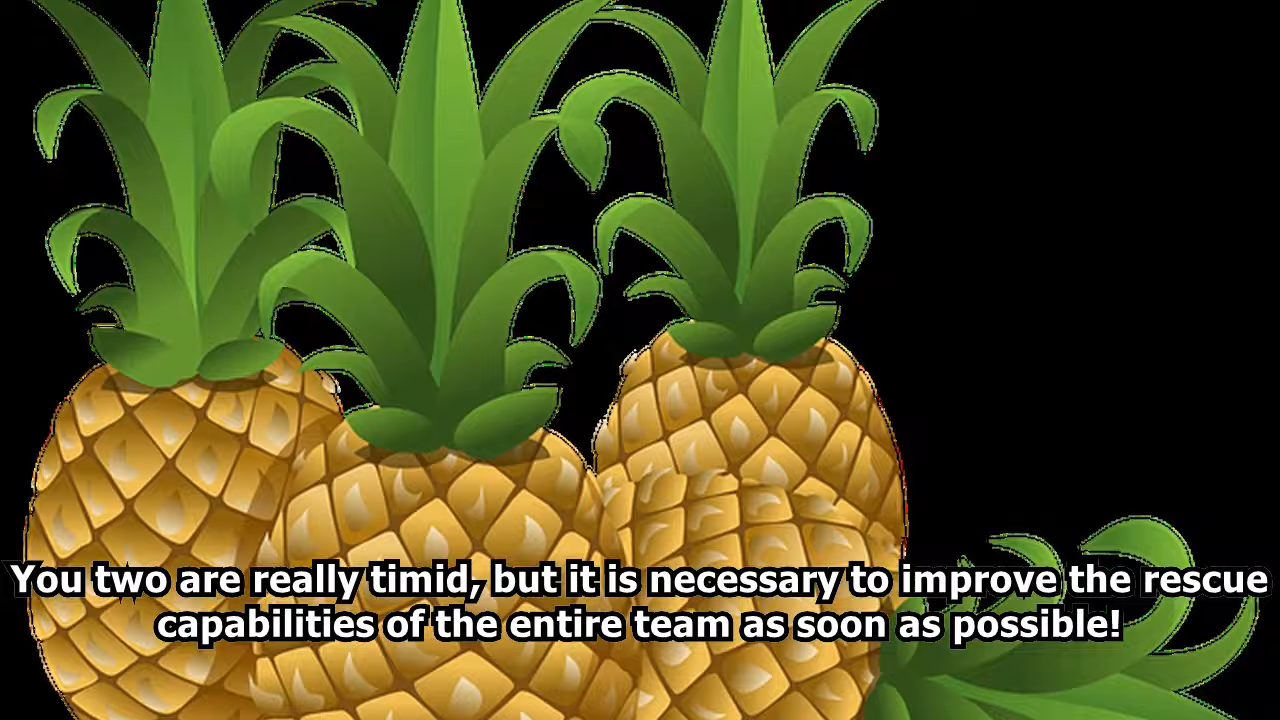 You two are really timid, but it is necessary to improve the rescue
capabilities of the entire team as soon as possible!